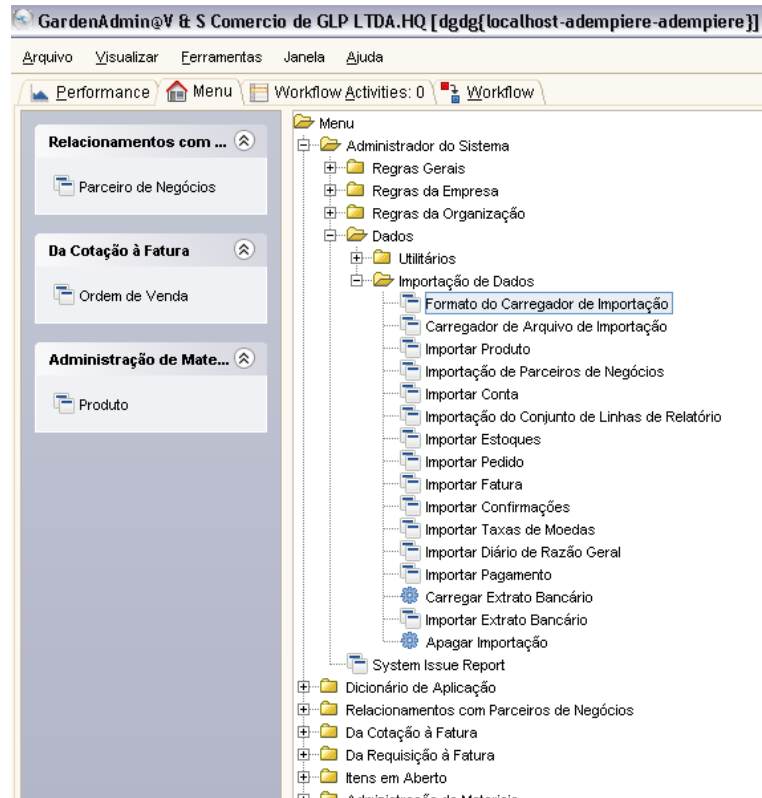 GardenAdmin@V & S Comercio de GLP LTDA.HQ [dgdg{localhost-adempiere-adempiere}]
Arquivo Visualizar Ferramentas Janela Ajuda
Performance Menu Workflow Activities: 0 Workflow
Relacionamentos com ...
Parceiro de Negócios
Da Cotação à Fatura
Ordem de Venda
Administração de Mate...
Produto
Menu
Administrador do Sistema
Regras Gerais
Regras da Empresa
Regras da Organização
Dados
Utilitários
Importação de Dados
Formato do Carregador de Importação
Carregador de Arquivo de Importação
Importar Produto
Importação de Parceiros de Negócios
Importar Conta
Importação do Conjunto de Linhas de Relatório
Importar Estoques
Importar Pedido
Importar Fatura
Importar Confirmações
Importar Taxas de Moedas
Importar Diário de Razão Geral
Importar Pagamento
Carregar Extrato Bancário
Importar Extrato Bancário
Apagar Importação
System Issue Report
Dicionário de Aplicação
Relacionamentos com Parceiros de Negócios
Da Cotação à Fatura
Da Requisição à Fatura
Itens em Aberto
Administração de Materiais